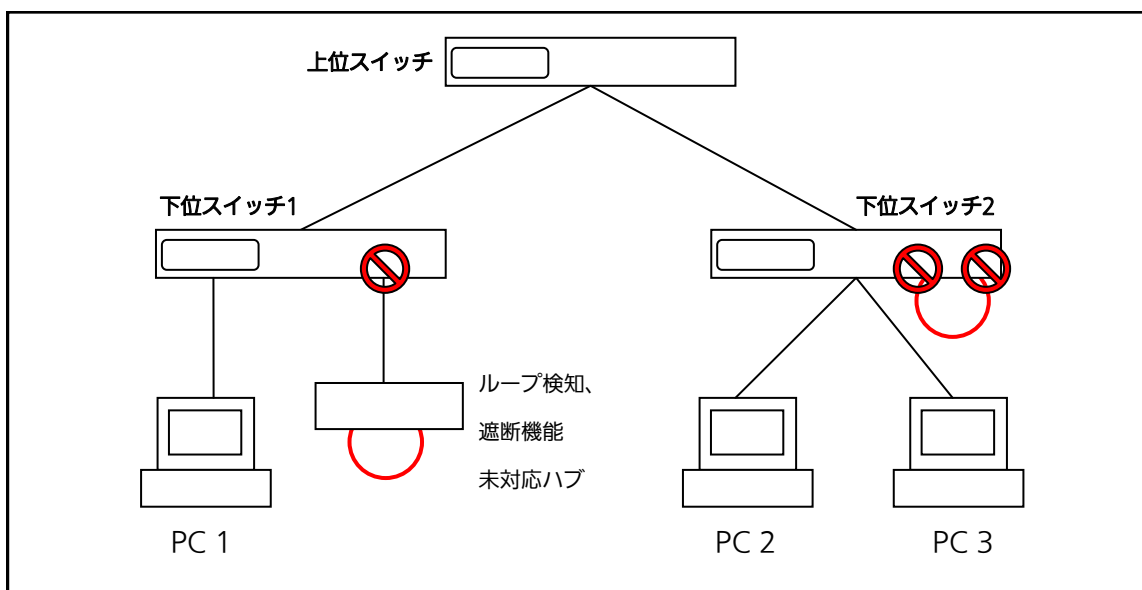 上位スイッチ
下位スイッチ1
下位スイッチ2
ループ検知、
遮断機能
未対応ハブ
PC 1
PC 2
PC 3